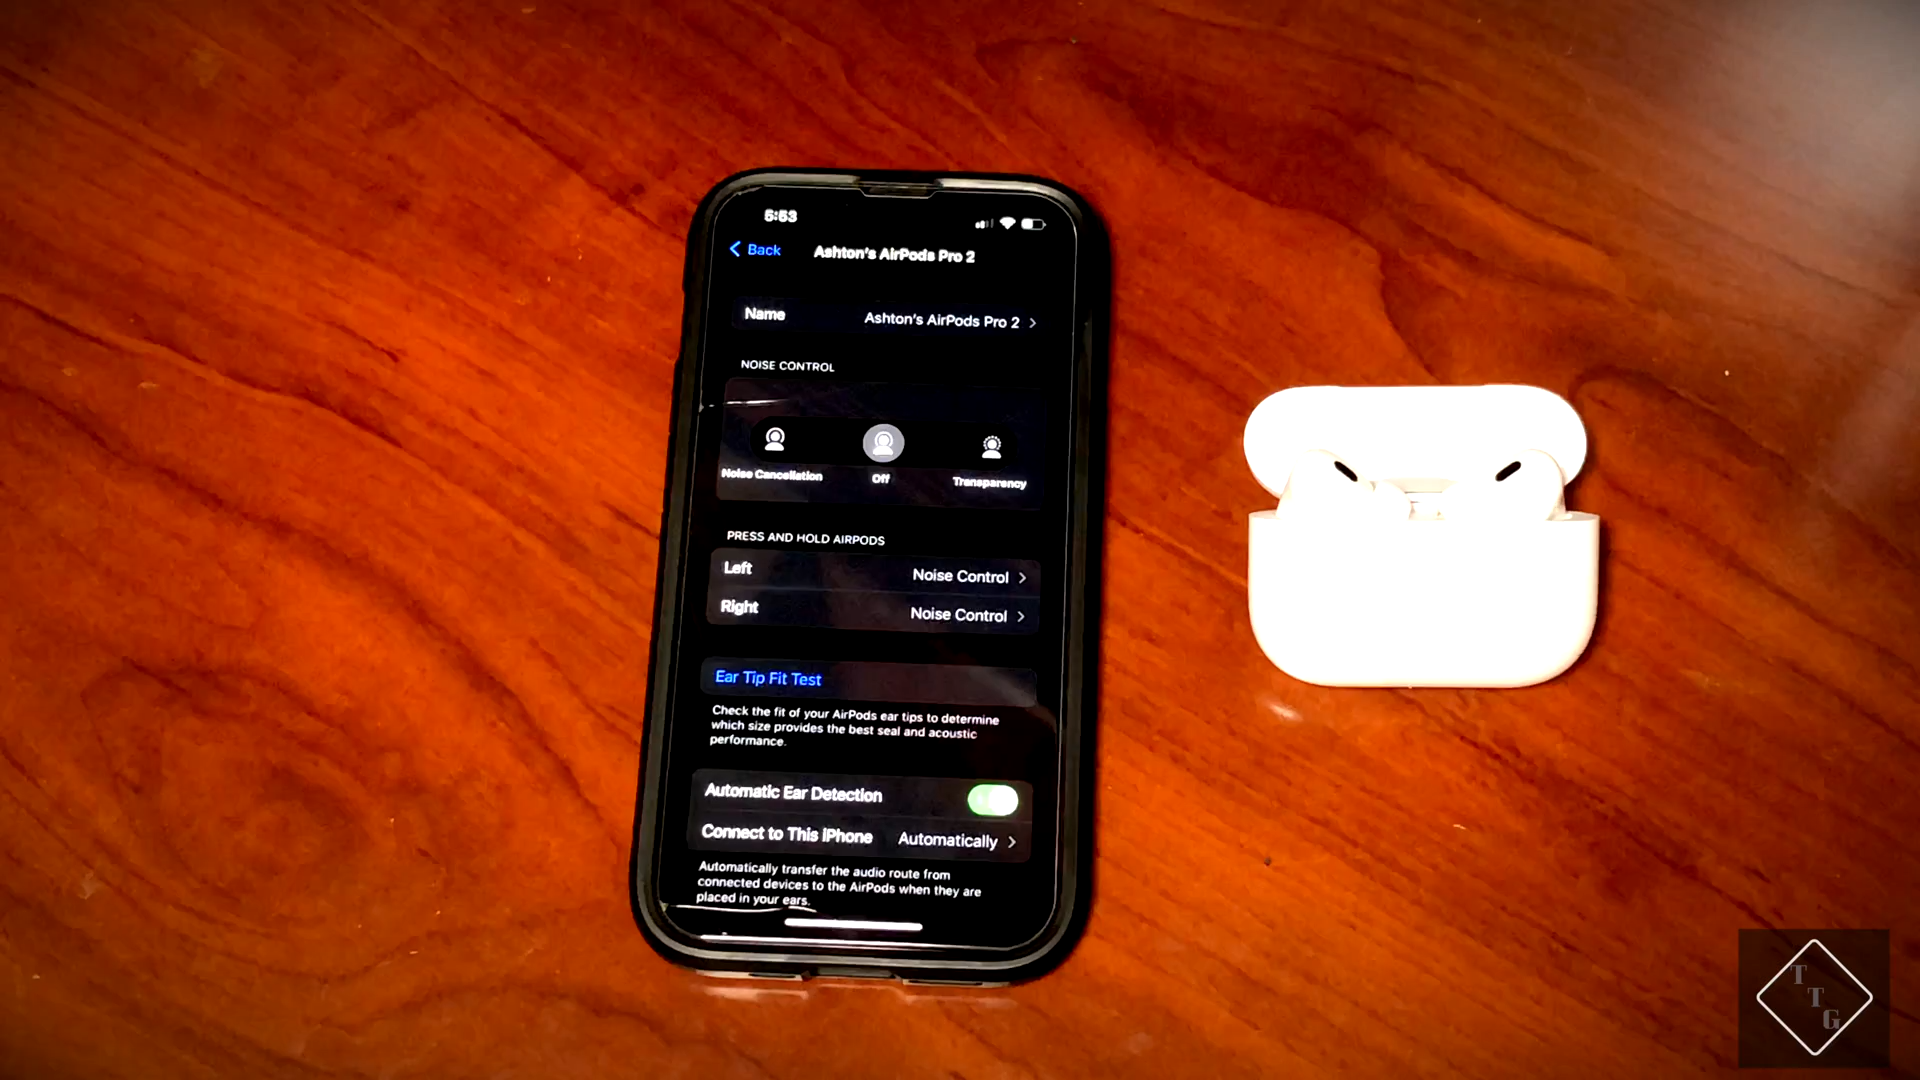 5:53
Back
Ashton's AirPods Pro 2
Name Ashton's AirPods Pro 2
NOISE CONTROL
Noise Cancellation Off Transparency
PRESS AND HOLD AIRPODS
Left Noise Control
Right Noise Control
Ear Tip Fit Test
Check the fit of your AirPods ear tips to determine
which size provides the best seal and acoustic
performance.
Automatic Ear Detection
Connect to This iPhone Automatically
Automatically transfer the audio route from
connected devices to the AirPods when they are
placed in your ears.
T
T
G